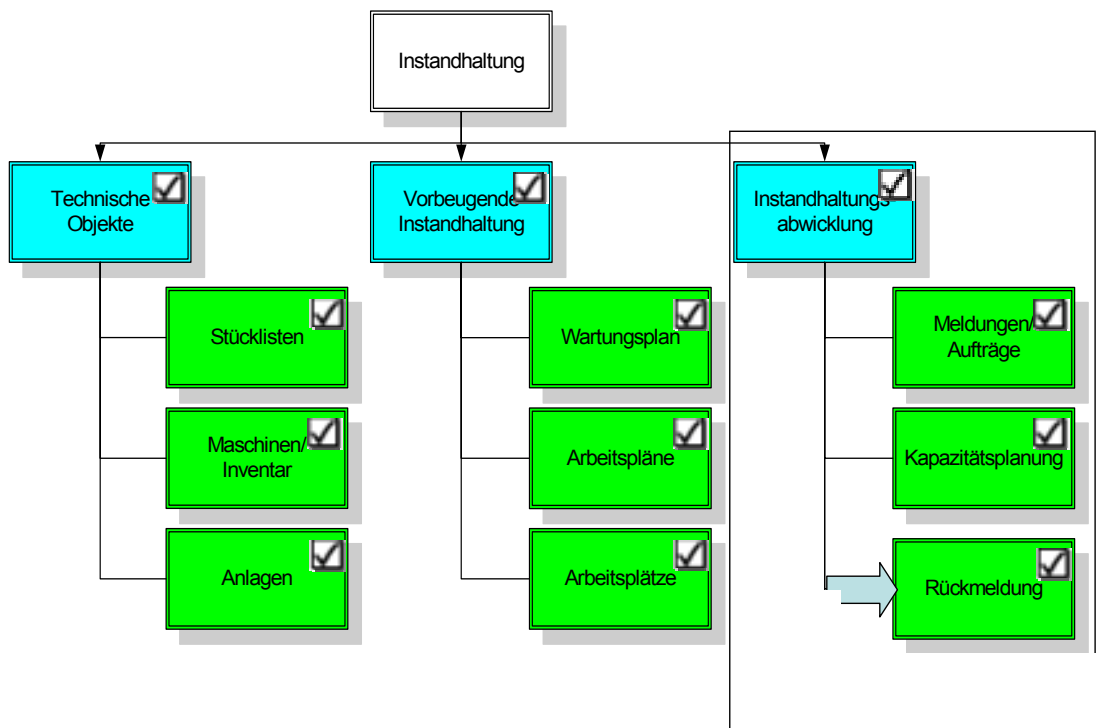 Instandhaltung
Technische
Objekte
Vorbeugende
Instandhaltung
Instandhaltungs
abwicklung
Stücklisten
Wartungsplan
Meldungen/
Aufträge
Maschinen/
Inventar
Arbeitspläne
Kapazitätsplanung
Anlagen
Arbeitsplätze
Rückmeldung